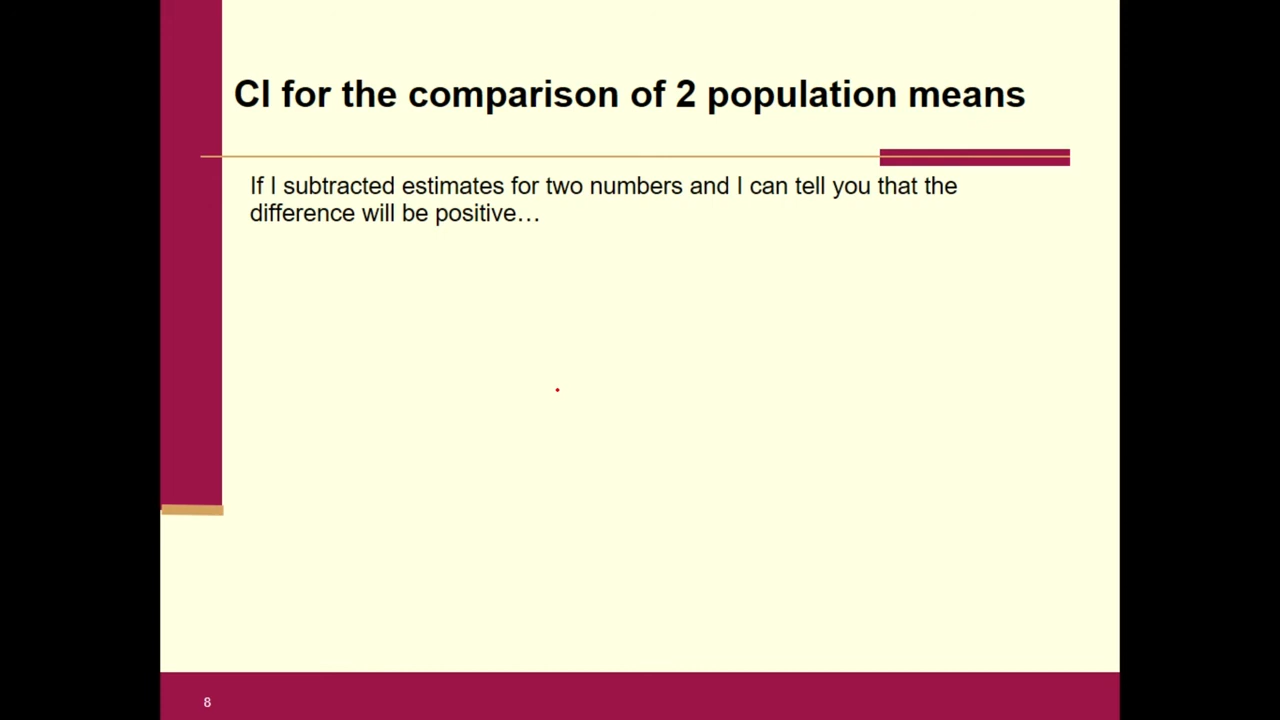 CI for the comparison of 2 population means
If I subtracted estimates for two numbers and I can tell you that the
difference will be positive…
8